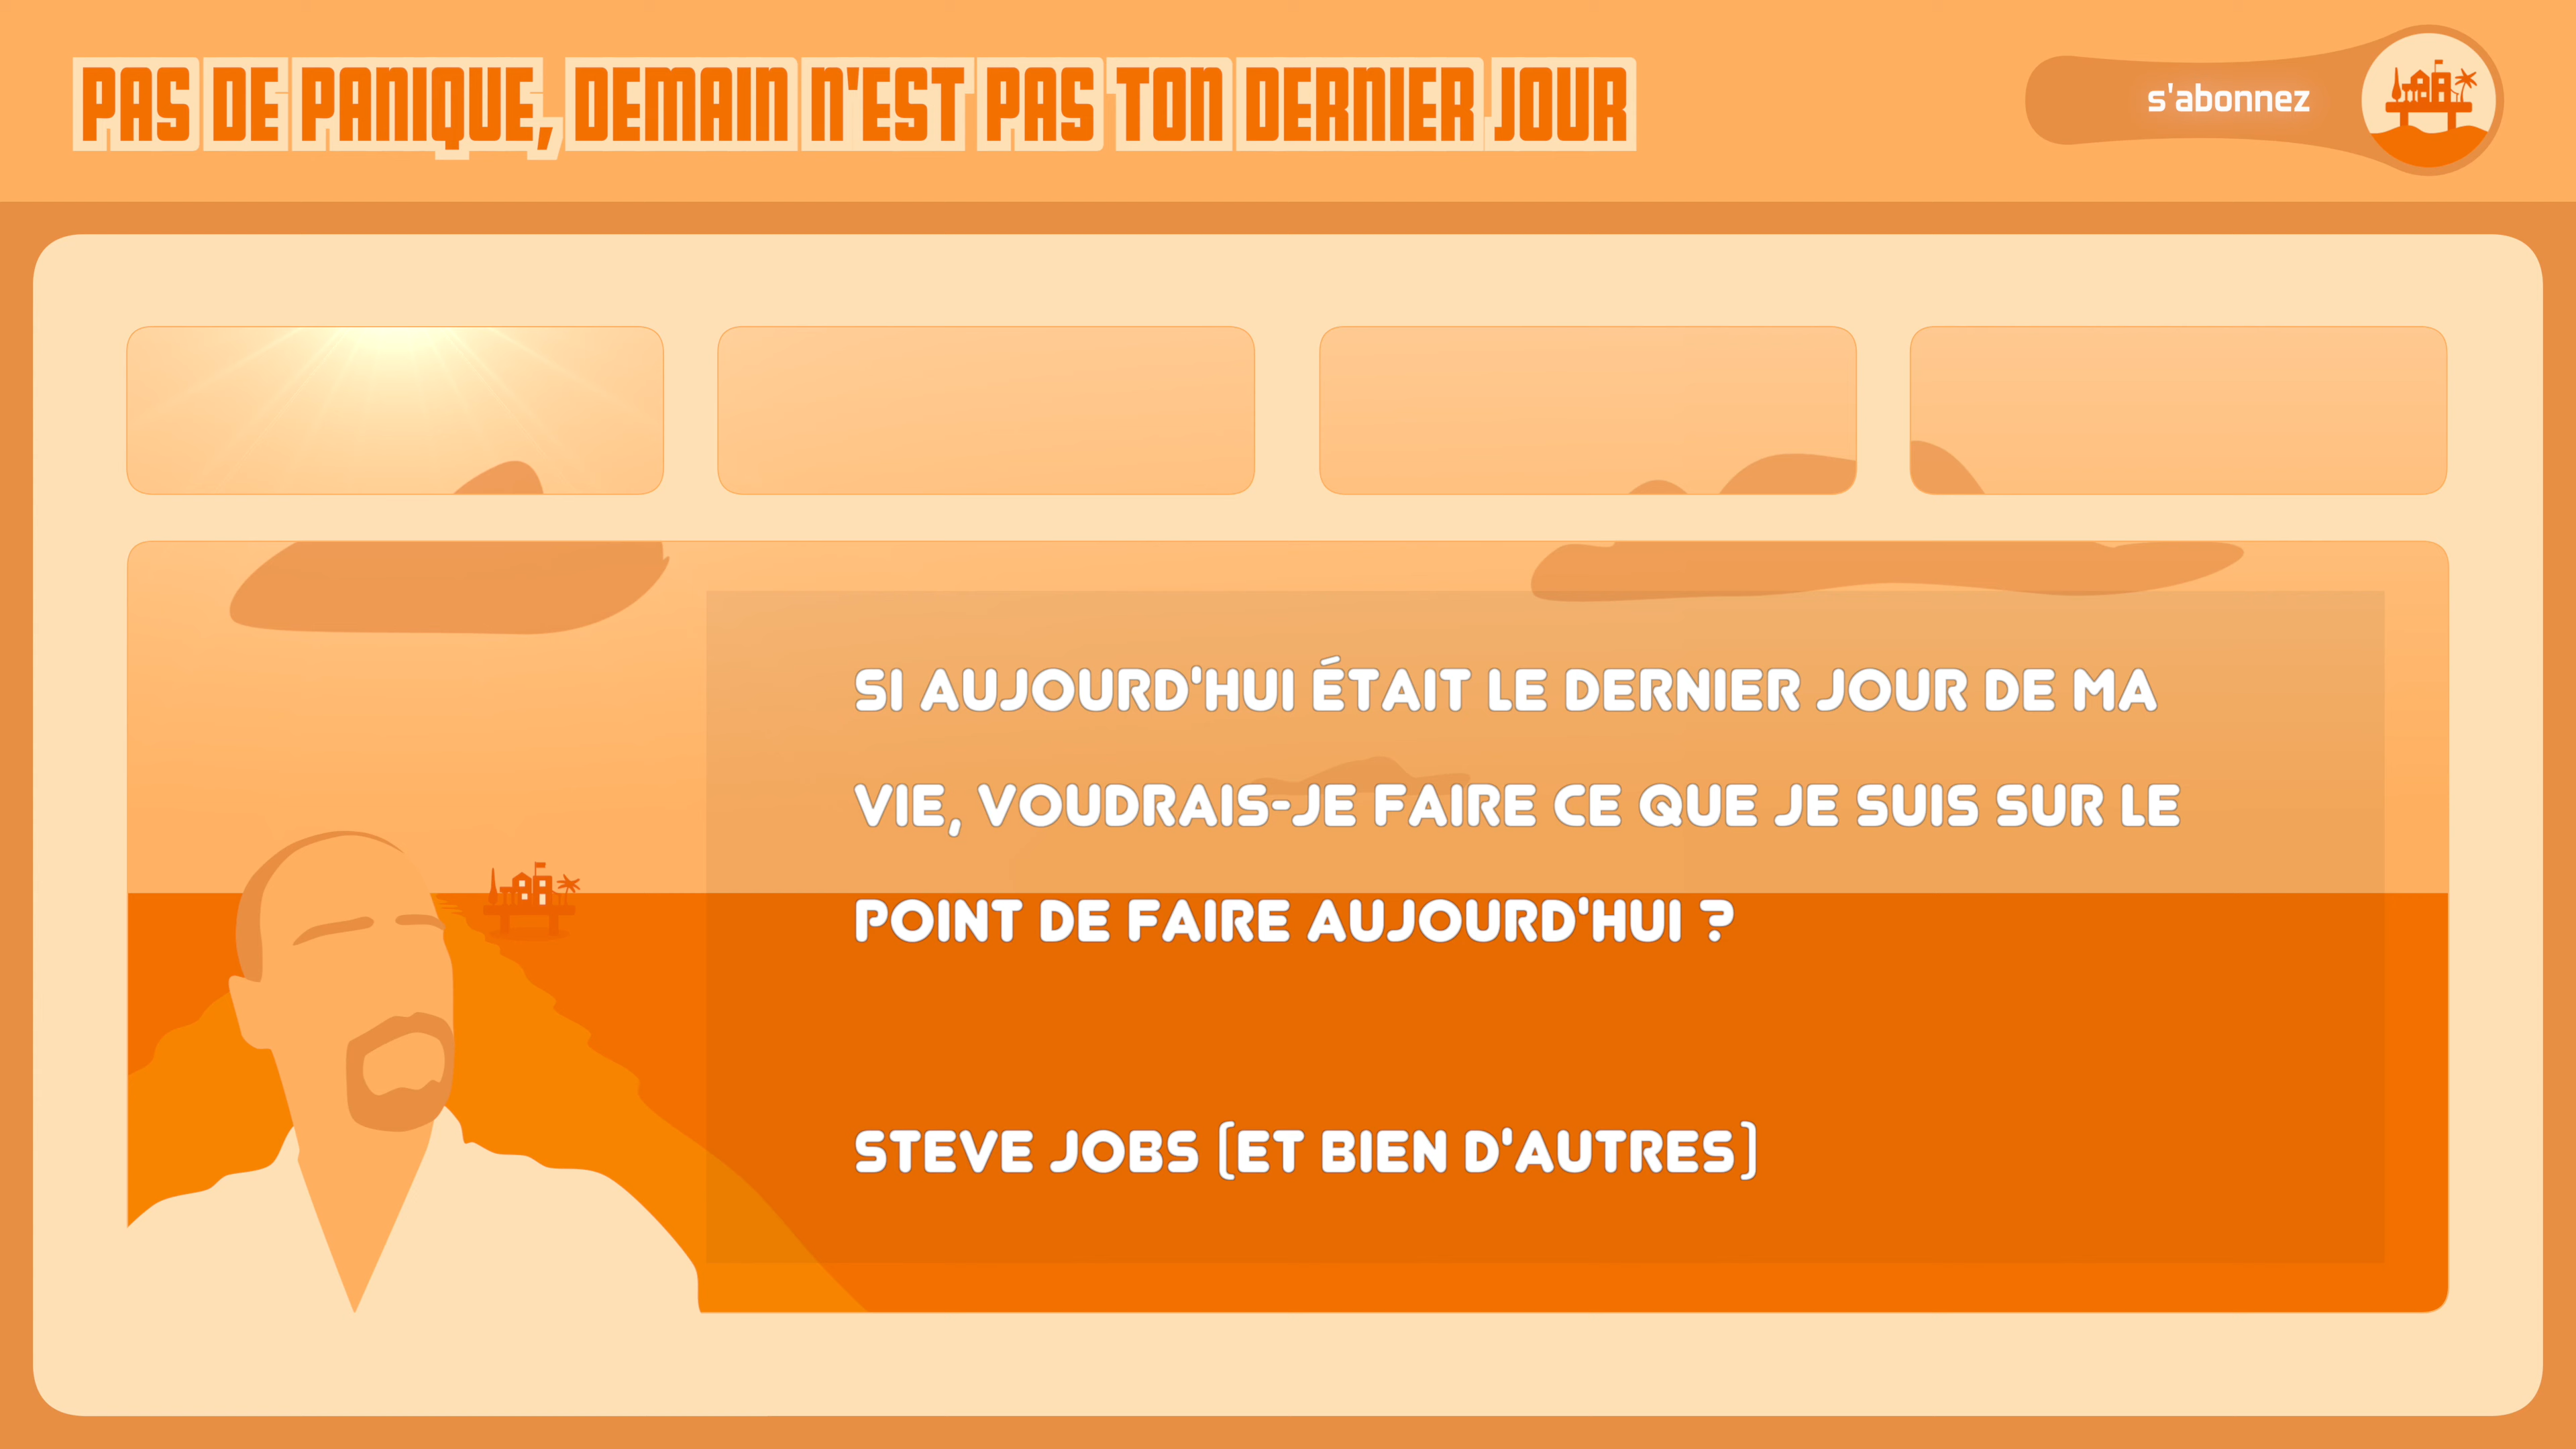 PAS DE PANIQUE, DEMAIN N'EST PAS TON DERNIER JOUR
s'abonnez
SI AUJOURD'HUI ÉTAIT LE DERNIER JOUR DE MA
VIE, VOUDRAIS-JE FAIRE CE QUE JE SUIS SUR LE
POINT DE FAIRE AUJOURD'HUI ?
STEVE JOBS (ET BIEN D'AUTRES)